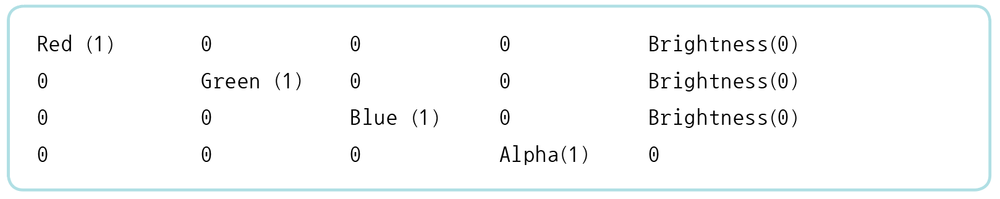 Red (1) 0 0 0 Brightness(0)
0 Green (1) 0 0 Brightness(0)
0 0 Blue (1) 0 Brightness(0)
0 0 0 Alpha(1) 0